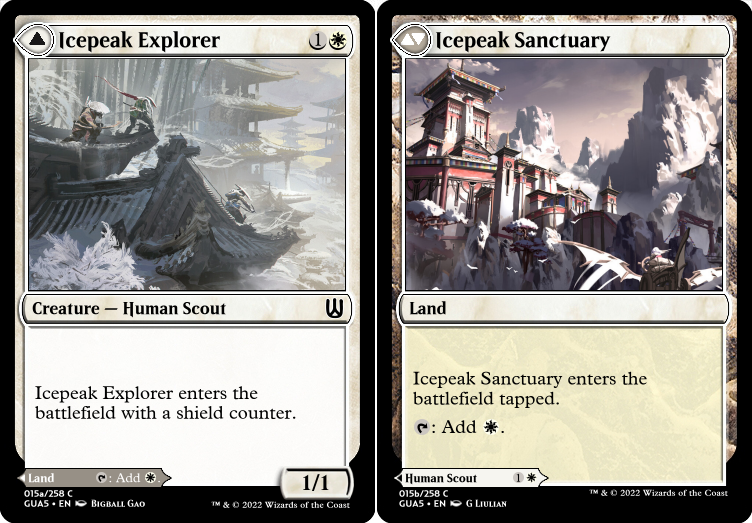 Icepeak Explorer 1
Creature — Human Scout
Icepeak Explorer enters the
battlefield with a shield counter.
Land : Add .
1/1
015a/258 C
GUA5 • EN Bigball Gao
™ & © 2022 Wizards of the Coast
Icepeak Sanctuary
Land
Icepeak Sanctuary enters the
battlefield tapped.
: Add .
Human Scout 1
015b/258 C
GUA5 • EN G Liulian
™ & © 2022 Wizards of the Coast